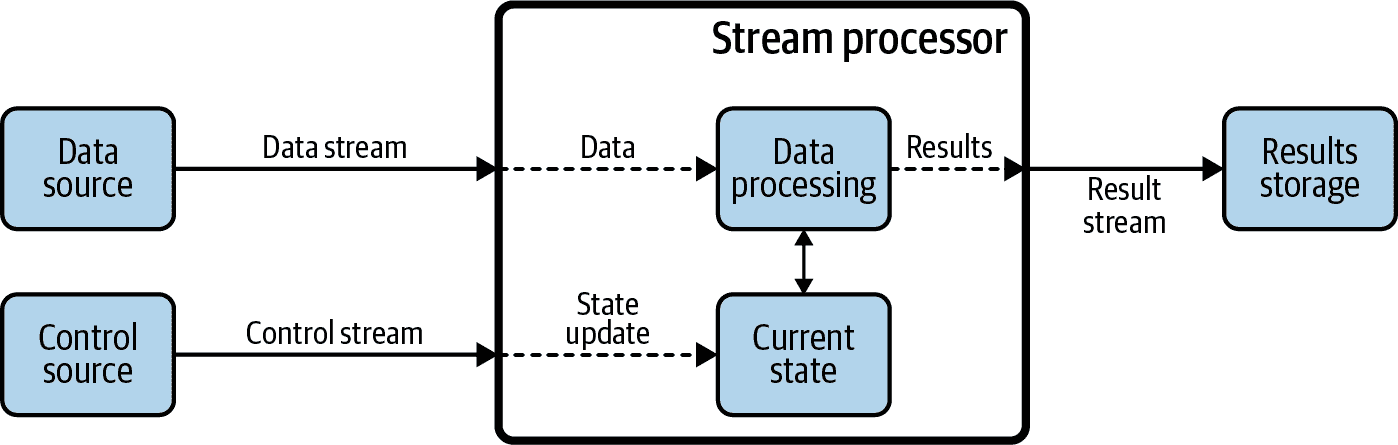 Stream processor
Data
source
Data stream
Data
Data
processing
Results
Result
stream
Results
storage
Control
source
Control stream
State
update
Current
state